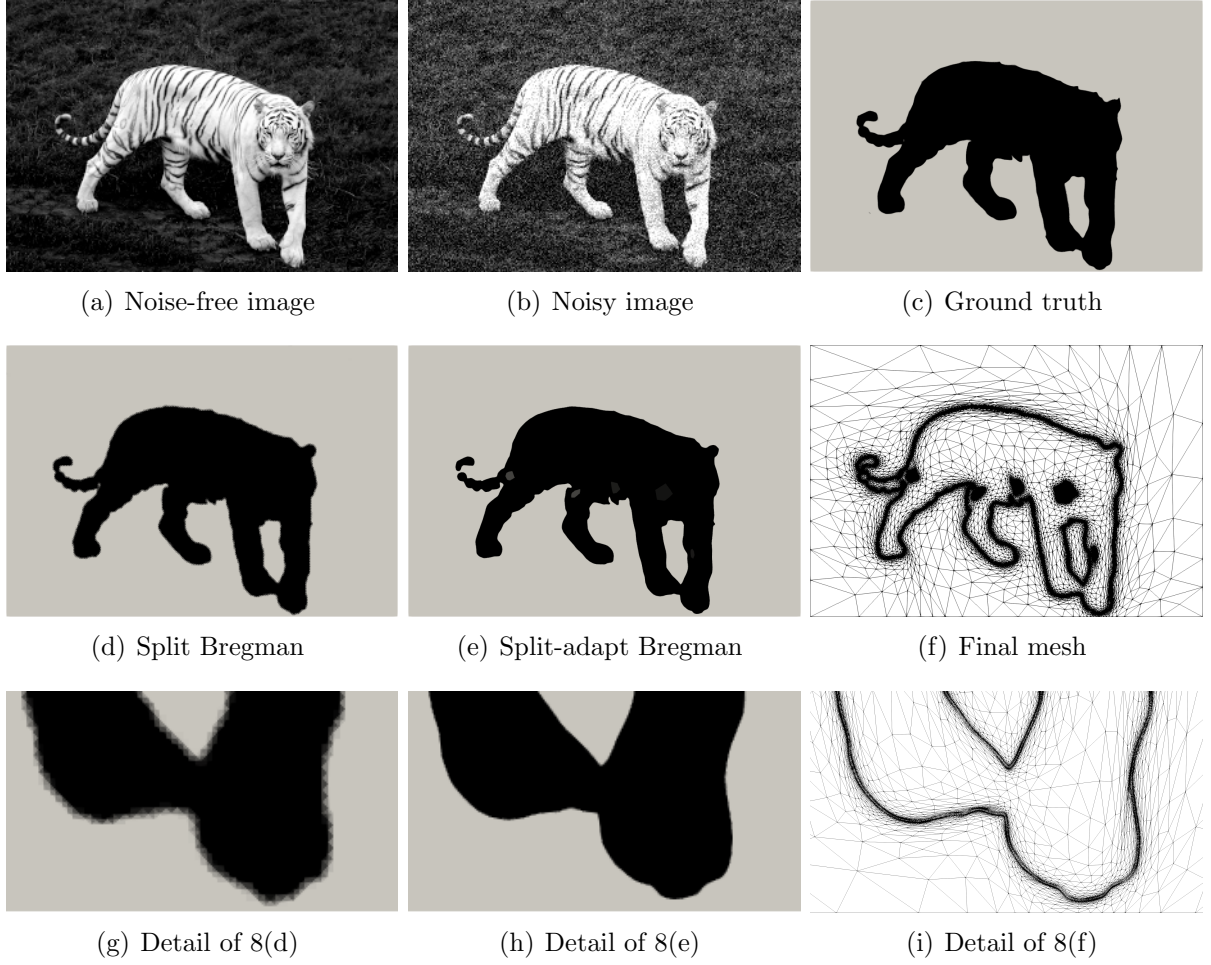 (a) Noise-free image
(b) Noisy image
(c) Ground truth
(d) Split Bregman
(e) Split-adapt Bregman
(f) Final mesh
(g) Detail of 8(d)
(h) Detail of 8(e)
(i) Detail of 8(f)